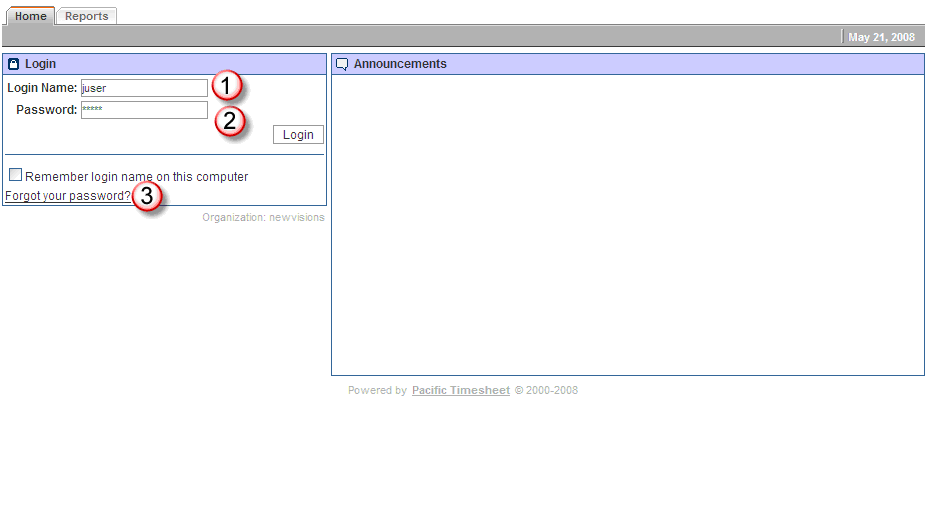 Home Reports
May 21, 2008
Login
Login Name: juser 1
Password: ***** 2
Login
Remember login name on this computer
Forgot your password? 3
Organization: newvisions
Announcements
Powered by Pacific Timesheet © 2000-2008